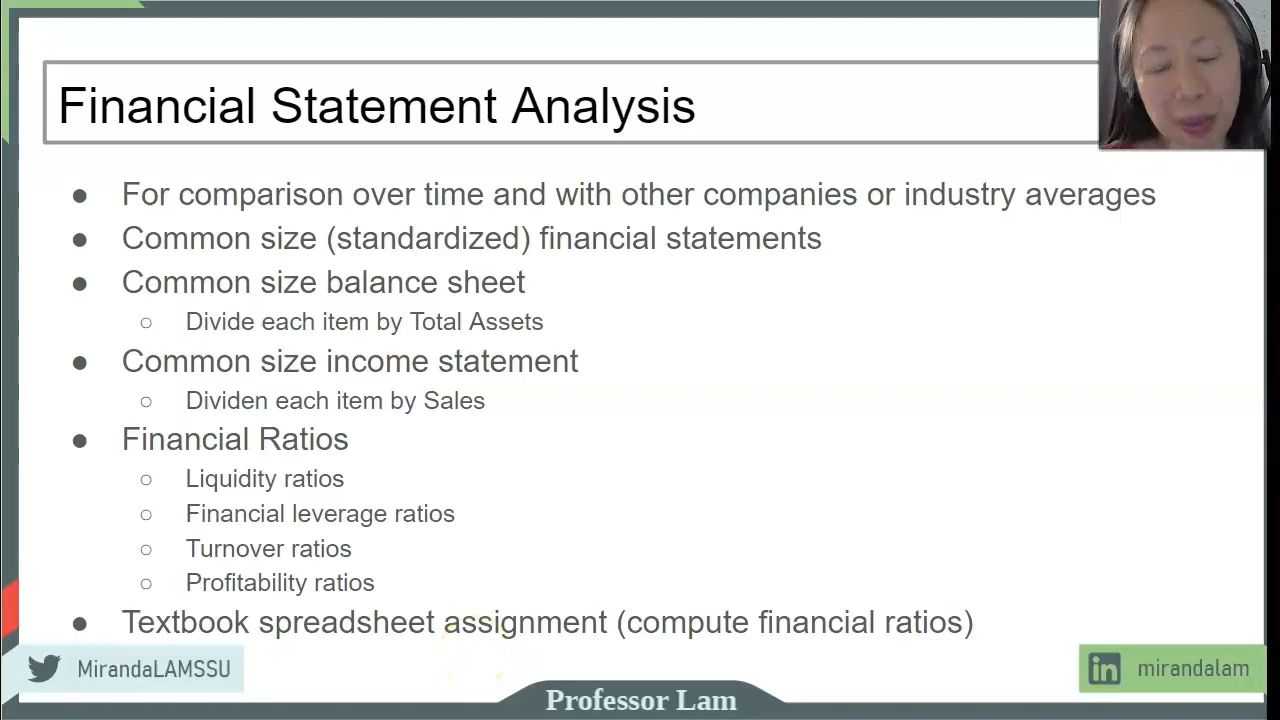 Financial Statement Analysis
● For comparison over time and with other companies or industry averages
● Common size (standardized) financial statements
● Common size balance sheet
○ Divide each item by Total Assets
● Common size income statement
○ Dividen each item by Sales
● Financial Ratios
○ Liquidity ratios
○ Financial leverage ratios
○ Turnover ratios
○ Profitability ratios
● Textbook spreadsheet assignment (compute financial ratios)
MirandaLAMSSU
in mirandalam
Professor Lam